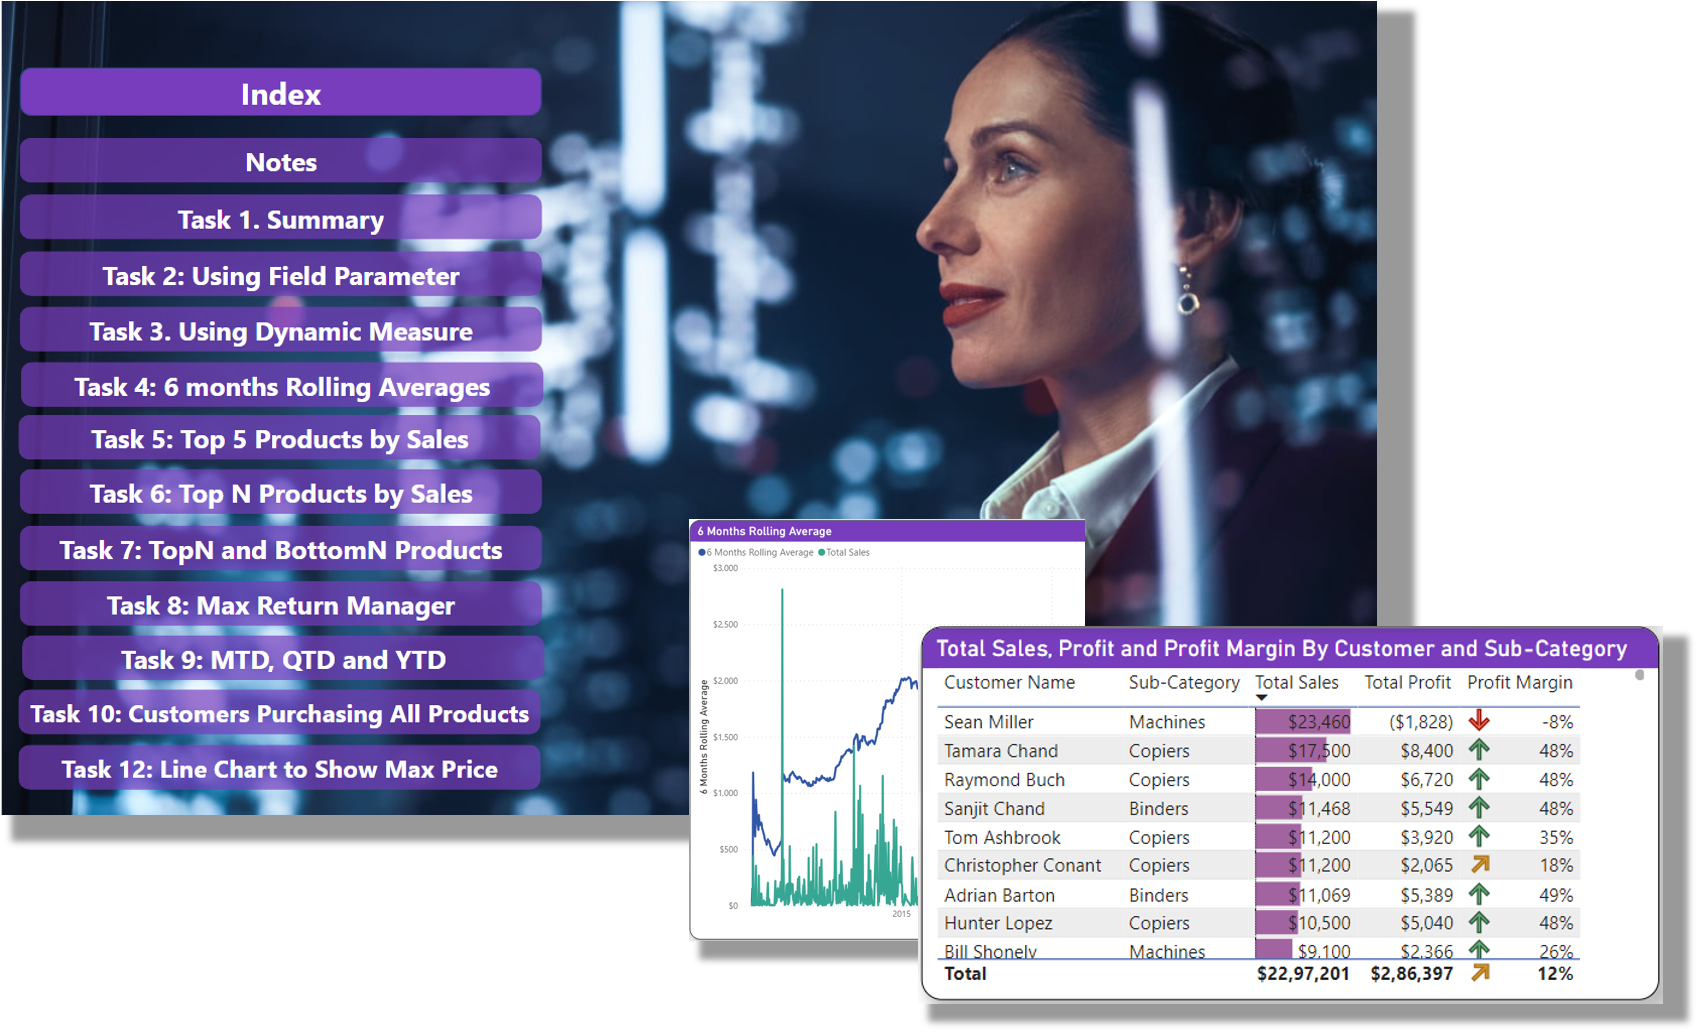 Index
Notes
Task 1. Summary
Task 2: Using Field Parameter
Task 3. Using Dynamic Measure
Task 4: 6 months Rolling Averages
Task 5: Top 5 Products by Sales
Task 6: Top N Products by Sales
Task 7: TopN and BottomN Products
Task 8: Max Return Manager
Task 9: MTD, QTD and YTD
Task 10: Customers Purchasing All Products
Task 12: Line Chart to Show Max Price
6 Months Rolling Average
6 Months Rolling Average Total Sales
6 Months Rolling Average
$3,000
$2,500
$2,000
$1,500
$1,000
$500
$0
2015
Total Sales, Profit and Profit Margin By Customer and Sub-Category
Customer Name Sub-Category Total Sales Total Profit Profit Margin
Sean Miller Machines $23,460 ($1,828) -8%
Tamara Chand Copiers $17,500 $8,400 48%
Raymond Buch Copiers $14,000 $6,720 48%
Sanjit Chand Binders $11,468 $5,549 48%
Tom Ashbrook Copiers $11,200 $3,920 35%
Christopher Conant Copiers $11,200 $2,065 18%
Adrian Barton Binders $11,069 $5,389 49%
Hunter Lopez Copiers $10,500 $5,040 48%
Bill Shonely Machines $9,100 $2,366 26%
Total $22,97,201 $2,86,397 12%